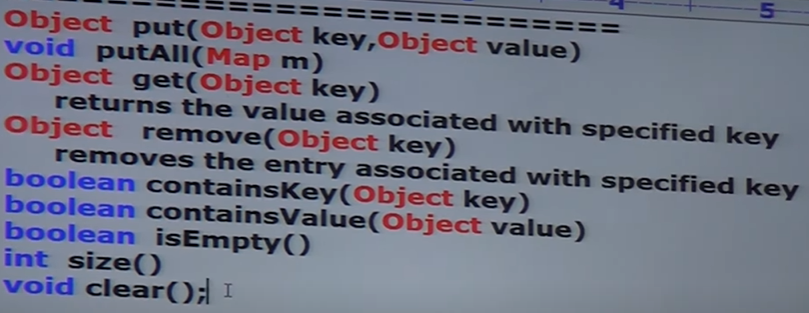 4 5
==========================
Object put(Object key,Object value)
void putAll(Map m)
Object get(Object key)
returns the value associated with specified key
Object remove(Object key)
removes the entry associated with specified key
boolean containsKey(Object key)
boolean containsValue(Object value)
boolean isEmpty()
int size()
void clear();